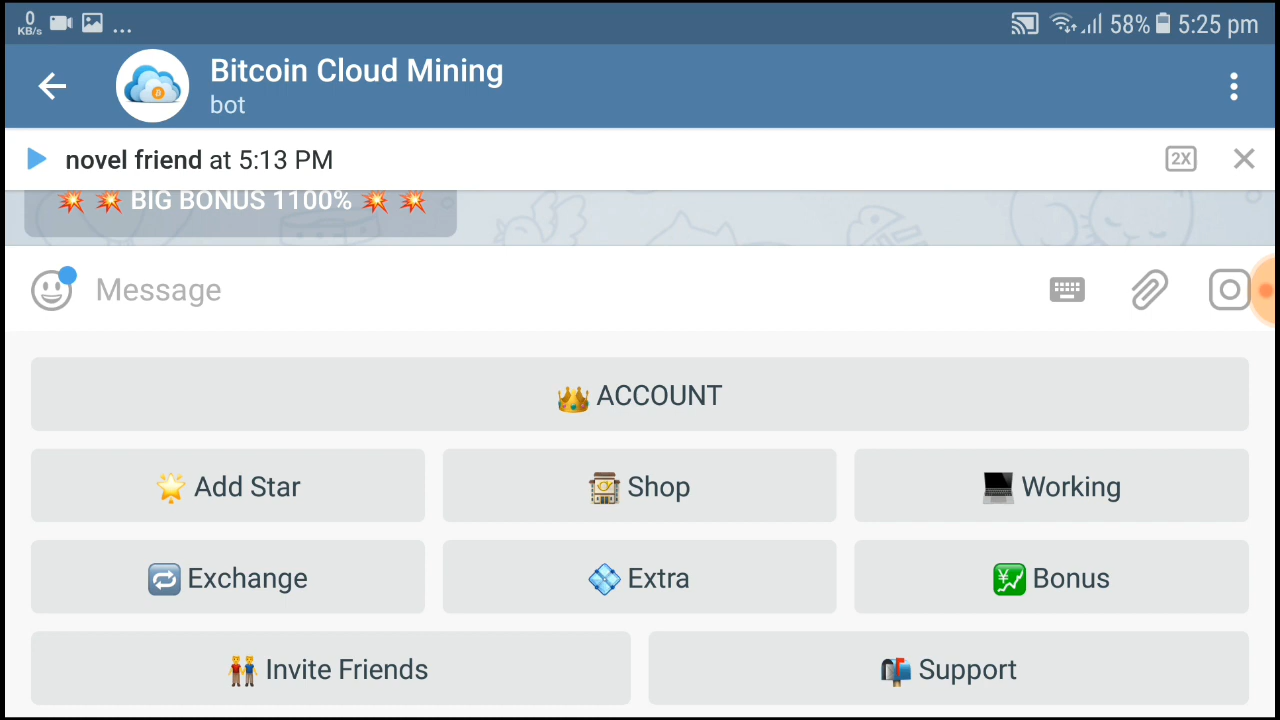 0
KB/s
... 58% 5:25 pm
Bitcoin Cloud Mining
bot
novel friend at 5:13 PM
2X
💥 💥 BIG BONUS 1100% 💥 💥
Message
👑 ACCOUNT
🌟 Add Star
🏤 Shop
💻 Working
🔁 Exchange
💠 Extra
💹 Bonus
👬 Invite Friends
📬 Support